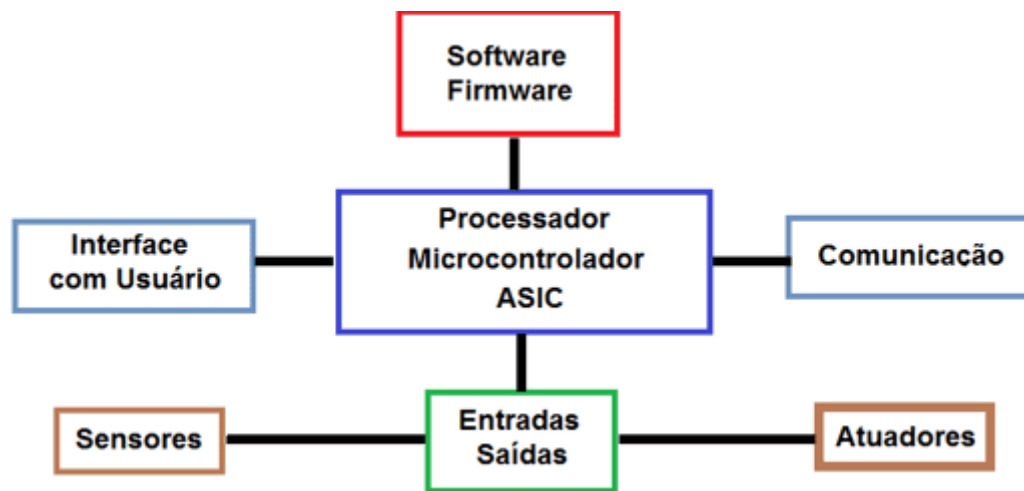 Software
Firmware
Processador
Microcontrolador
ASIC
Interface
com Usuário
Comunicação
Sensores
Entradas
Saídas
Atuadores